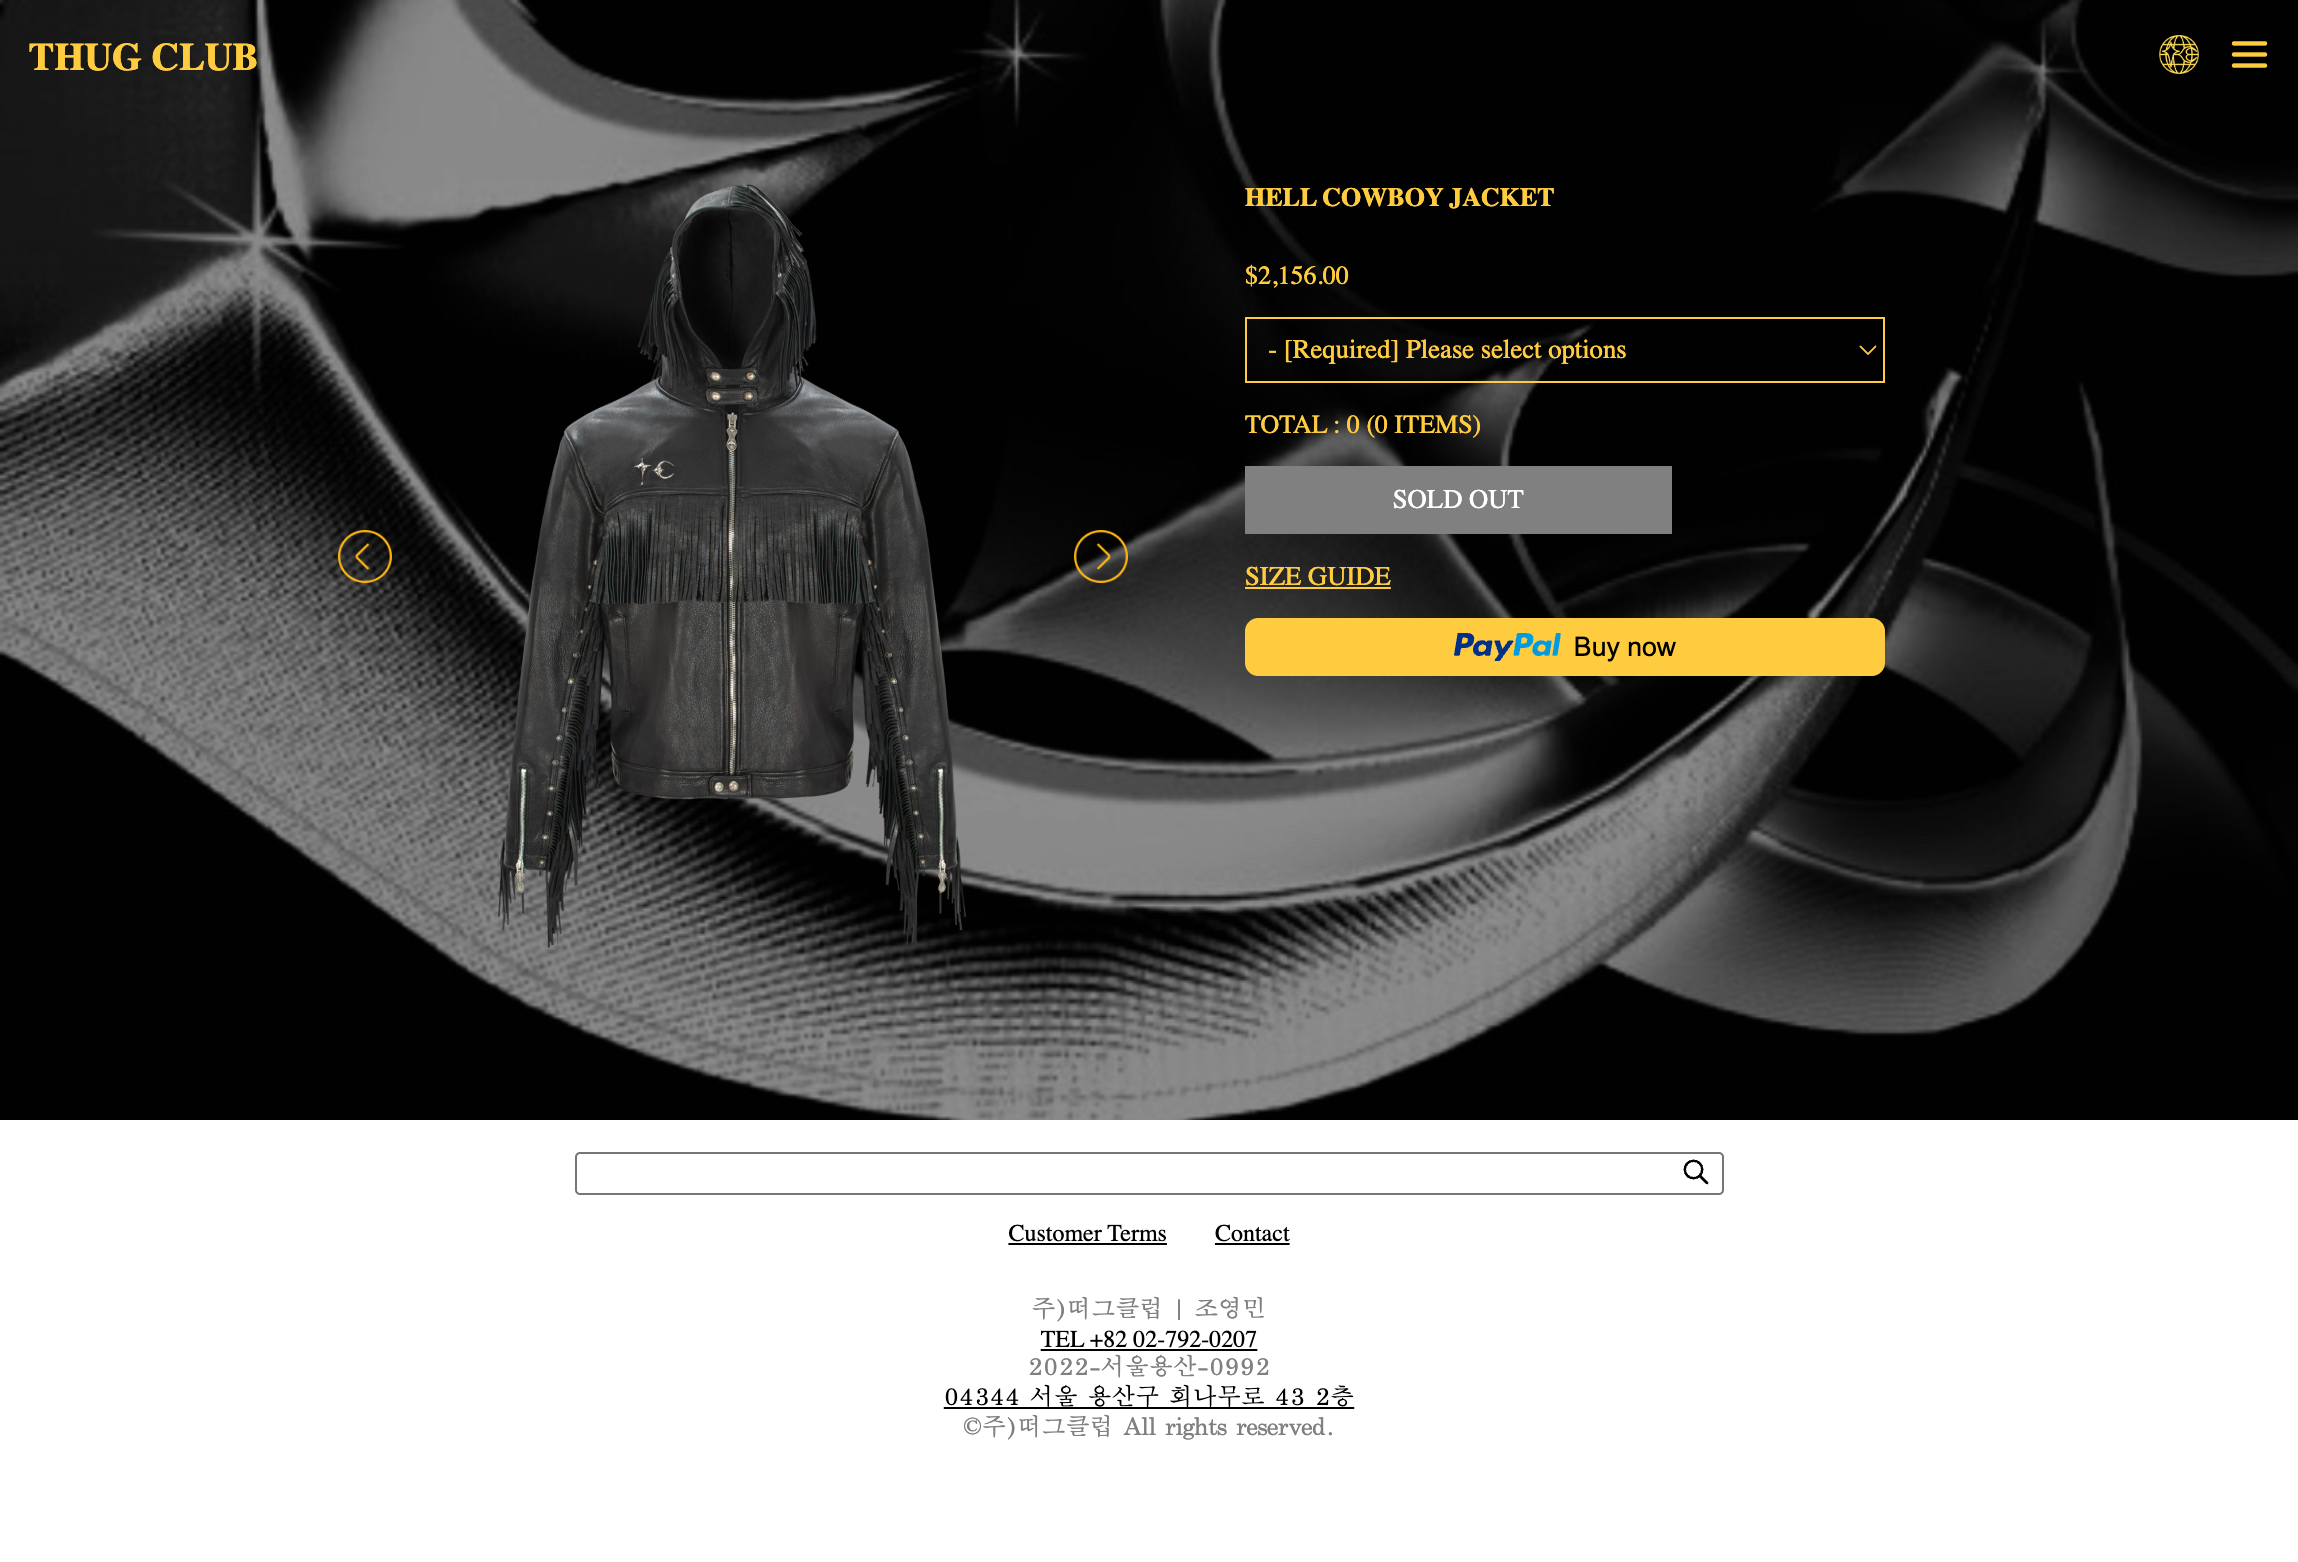 THUG CLUB
HELL COWBOY JACKET
$2,156.00
- [Required] Please select options
TOTAL : 0 (0 ITEMS)
SOLD OUT
SIZE GUIDE
PayPal Buy now
Customer Terms Contact
주)떠그클럽 | 조영민
TEL +82 02-792-0207
2022-서울용산-0992
04344 서울 용산구 회나무로 43 2층
©주)떠그클럽 All rights reserved.